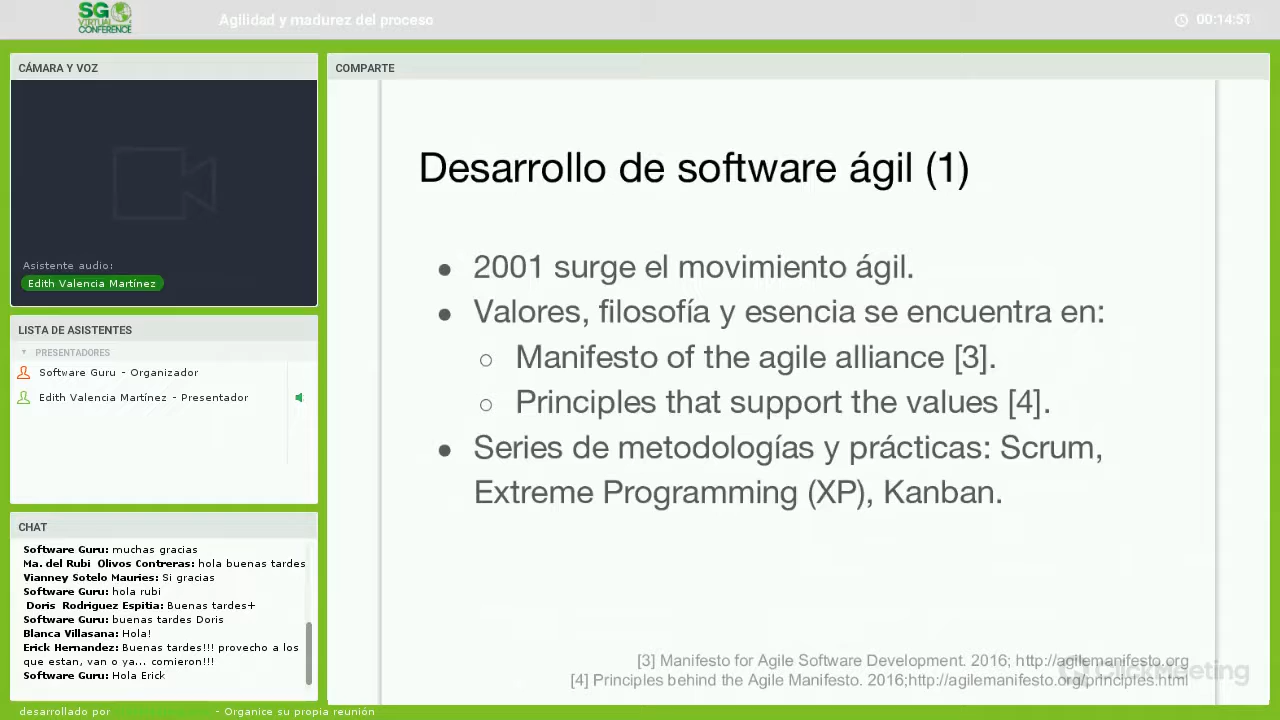 SG
VIRTUAL
CONFERENCE
Agilidad y madurez del proceso
00:14:51
CÁMARA Y VOZ
Asistente audio:
Edith Valencia Martínez
LISTA DE ASISTENTES
PRESENTADORES
Software Guru - Organizador
Edith Valencia Martínez - Presentador
CHAT
Software Guru: muchas gracias
Ma. del Rubi Olivos Contreras: hola buenas tardes
Vianney Sotelo Mauries: Si gracias
Software Guru: hola rubi
Doris Rodriguez Espitia: Buenas tardes+
Software Guru: buenas tardes Doris
Blanca Villasana: Hola!
Erick Hernandez: Buenas tardes!!! provecho a los
que estan, van o ya... comieron!!!
Software Guru: Hola Erick
desarrollado por
- Organice su propia reunión
COMPARTE
Desarrollo de software ágil (1)
● 2001 surge el movimiento ágil.
● Valores, filosofía y esencia se encuentra en:
○ Manifesto of the agile alliance [3].
○ Principles that support the values [4].
● Series de metodologías y prácticas: Scrum,
Extreme Programming (XP), Kanban.
[3] Manifesto for Agile Software Development. 2016; http://agilemanifesto.org
[4] Principles behind the Agile Manifesto. 2016;http://agilemanifesto.org/principles.html
ClickMeeting